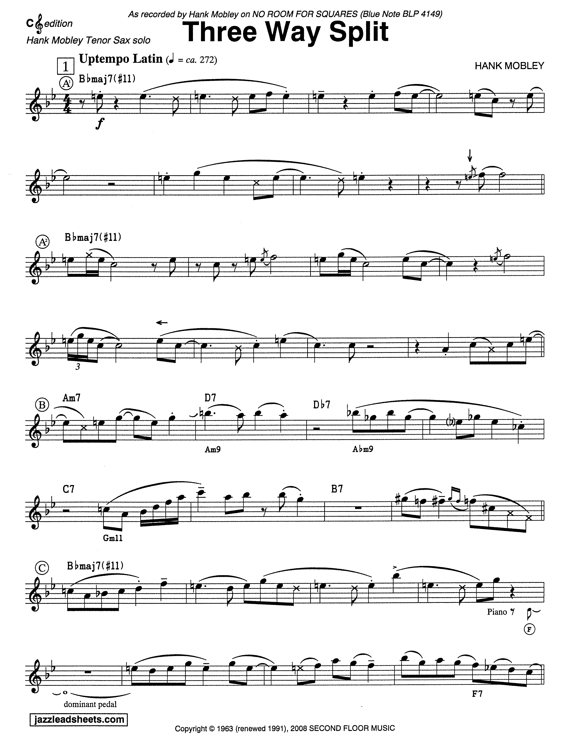 As recorded by Hank Mobley on NO ROOM FOR SQUARES (Blue Note BLP 4149)
C edition
Three Way Split
Hank Mobley Tenor Sax solo
1 Uptempo Latin (♩ = ca. 272)
HANK MOBLEY
A1 B♭maj7(♯11)
4/4
f
A2 B♭maj7(♯11)
3
B Am7 D7 D♭7
Am9 A♭m9
C7 B7
Gm11
C B♭maj7(♯11)
Piano
F
dominant pedal F7
jazzleadsheets.com
Copyright © 1963 (renewed 1991), 2008 SECOND FLOOR MUSIC